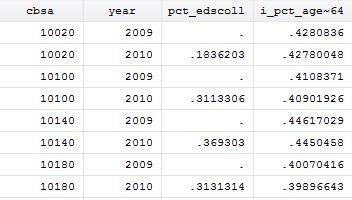 cbsa year pct_edscoll i_pct_age~64
10020 2009 . .4280836
10020 2010 .1836203 .42780048
10100 2009 . .4108371
10100 2010 .3113306 .40901926
10140 2009 . .44617029
10140 2010 .369303 .4450458
10180 2009 . .40070416
10180 2010 .3131314 .39896643